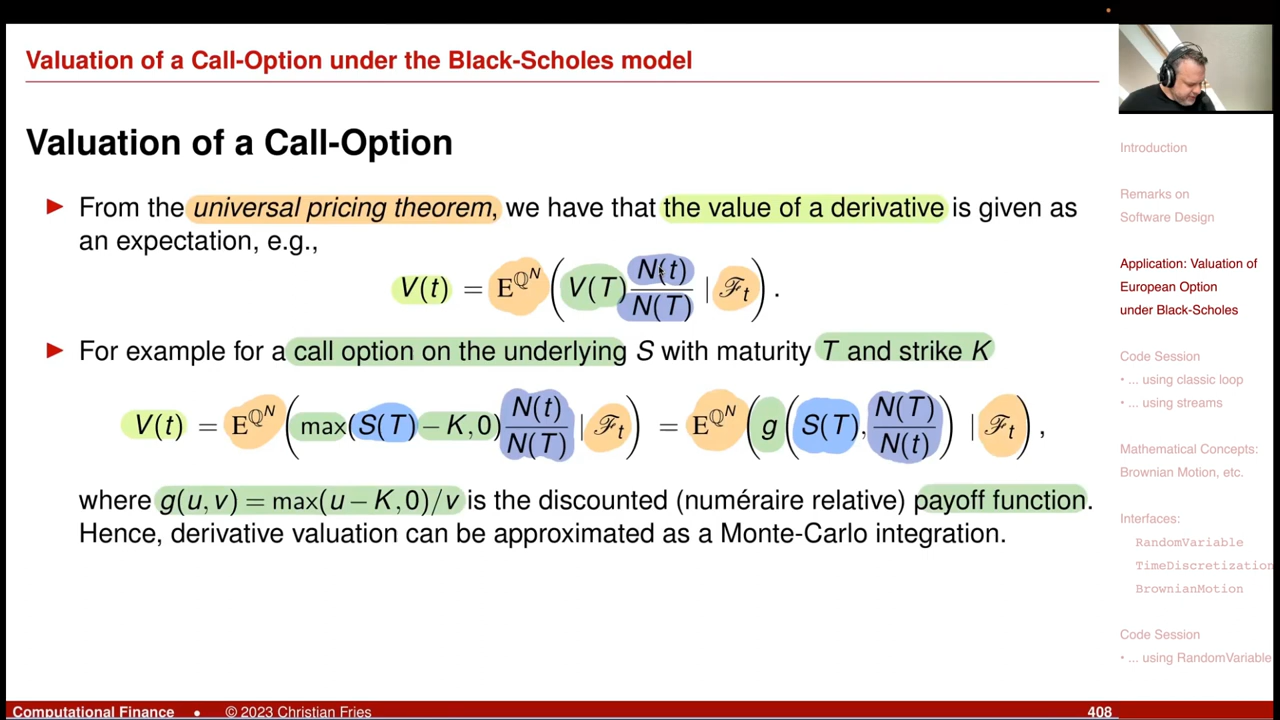 Valuation of a Call-Option under the Black-Scholes model
Valuation of a Call-Option
► From the universal pricing theorem, we have that the value of a derivative is given as
an expectation, e.g.,
V(t) = E^{ℚ^N} ( V(T) N(t)/N(T) | ℱ_t ) .
► For example for a call option on the underlying S with maturity T and strike K
V(t) = E^{ℚ^N} ( max(S(T) − K, 0) N(t)/N(T) | ℱ_t ) = E^{ℚ^N} ( g ( S(T), N(T)/N(t) ) | ℱ_t ) ,
where g(u, v) = max(u − K, 0)/v is the discounted (numéraire relative) payoff function.
Hence, derivative valuation can be approximated as a Monte-Carlo integration.
Introduction
Remarks on
Software Design
Application: Valuation of
European Option
under Black-Scholes
Code Session
• ... using classic loop
• ... using streams
Mathematical Concepts:
Brownian Motion, etc.
Interfaces:
RandomVariable
TimeDiscretization
BrownianMotion
Code Session
• ... using RandomVariable
Computational Finance • © 2023 Christian Fries 408